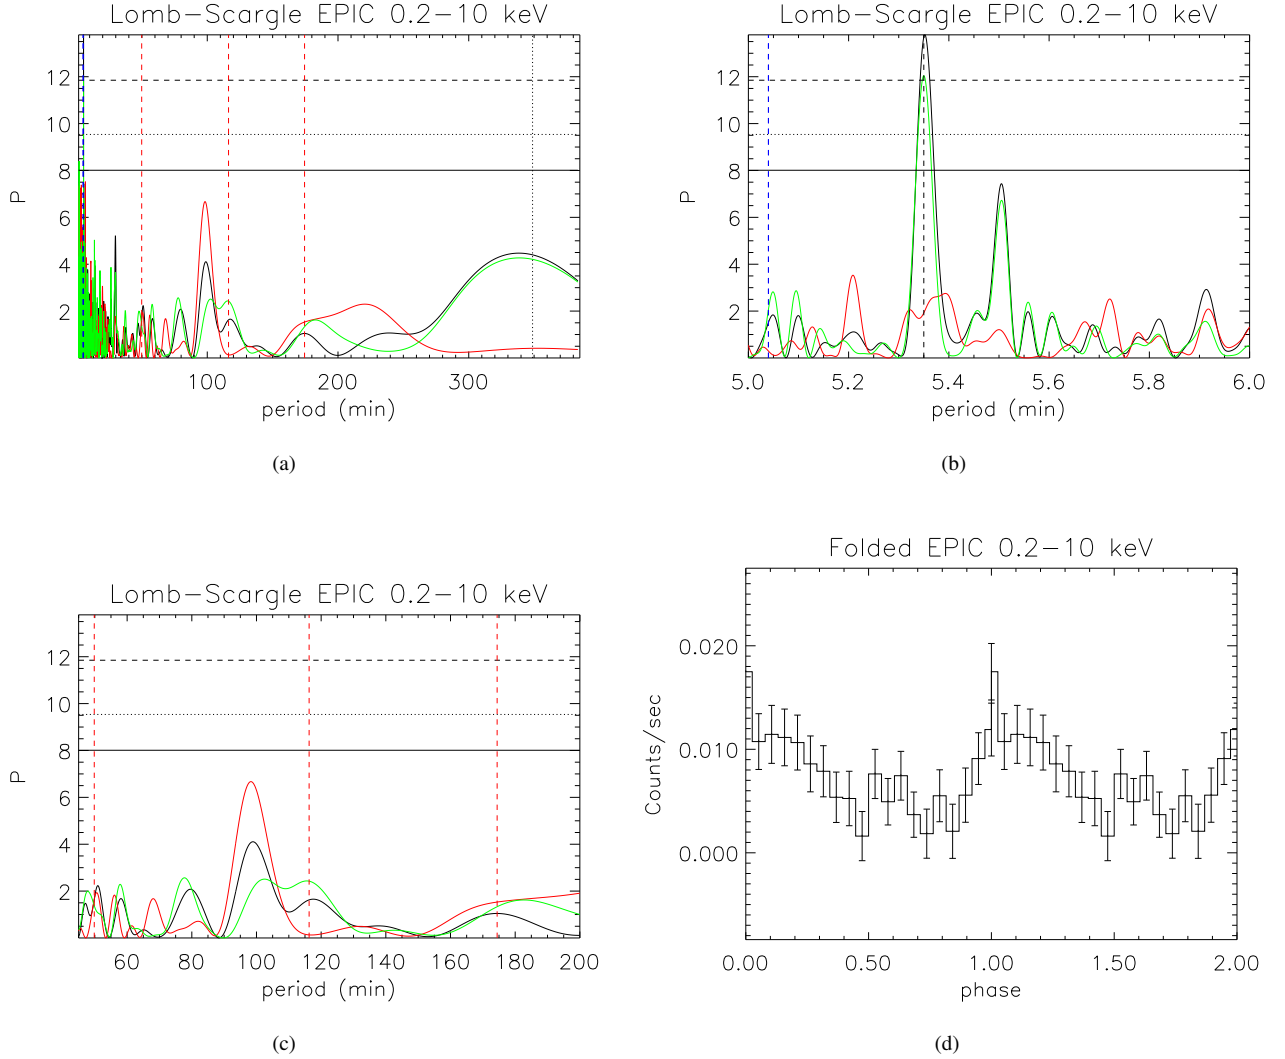 Lomb−Scargle EPIC 0.2−10 keV
12
10
8
6
4
2
P
100 200 300
period (min)
(a)
Lomb−Scargle EPIC 0.2−10 keV
12
10
8
6
4
2
P
5.0 5.2 5.4 5.6 5.8 6.0
period (min)
(b)
Lomb−Scargle EPIC 0.2−10 keV
12
10
8
6
4
2
P
60 80 100 120 140 160 180 200
period (min)
(c)
Folded EPIC 0.2−10 keV
0.020
0.010
0.000
Counts/sec
0.00 0.50 1.00 1.50 2.00
phase
(d)